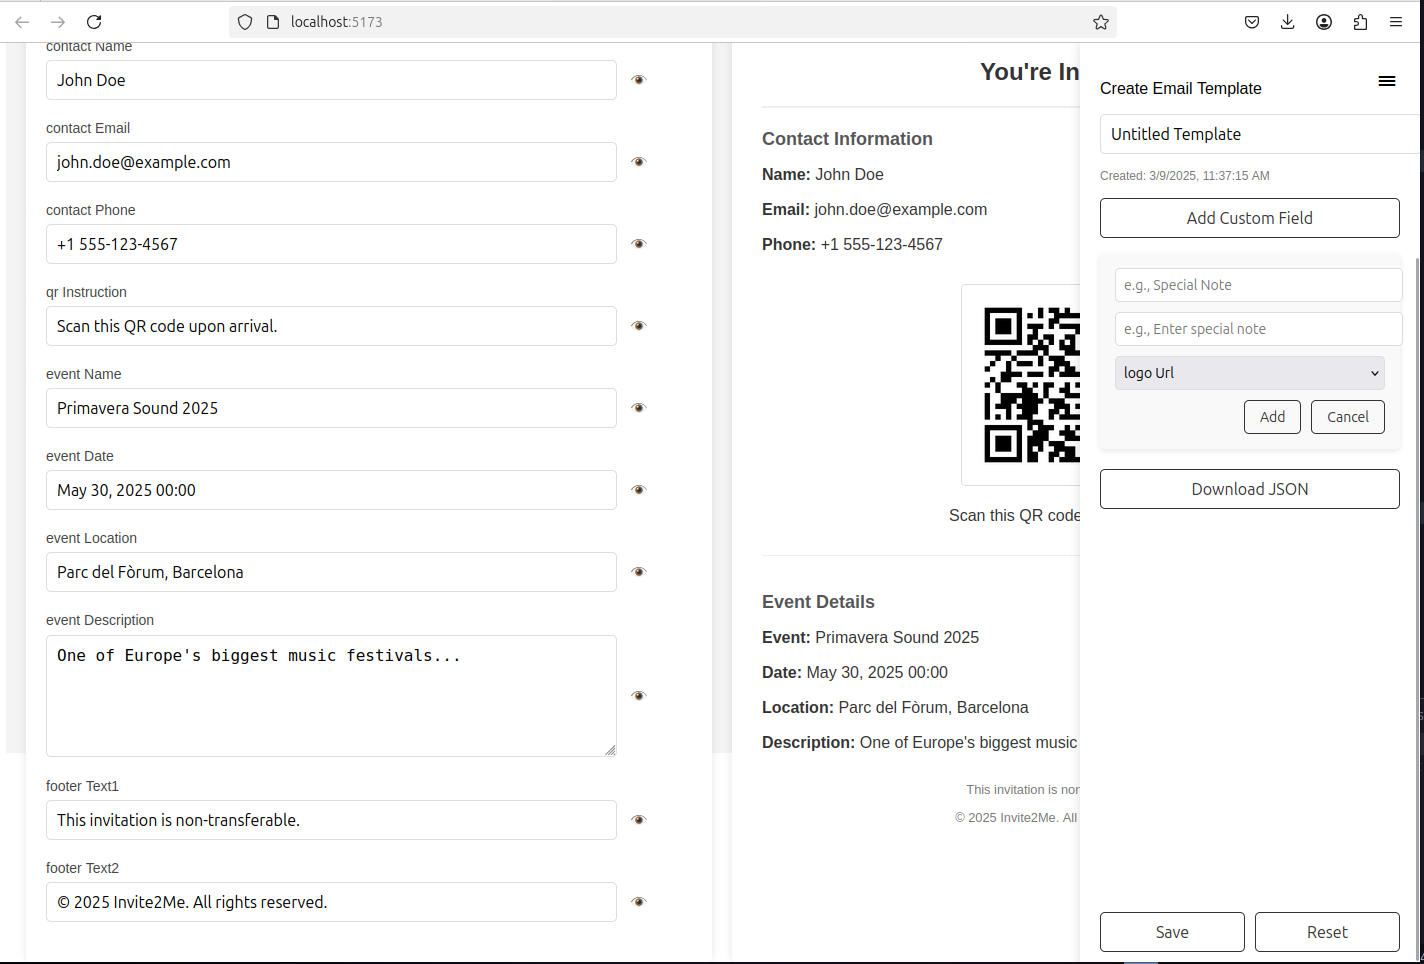 localhost:5173
contact Name
John Doe
contact Email
john.doe@example.com
contact Phone
+1 555-123-4567
qr Instruction
Scan this QR code upon arrival.
event Name
Primavera Sound 2025
event Date
May 30, 2025 00:00
event Location
Parc del Fòrum, Barcelona
event Description
One of Europe's biggest music festivals...
footer Text1
This invitation is non-transferable.
footer Text2
© 2025 Invite2Me. All rights reserved.
You're In
Contact Information
Name: John Doe
Email: john.doe@example.com
Phone: +1 555-123-4567
Scan this QR code
Event Details
Event: Primavera Sound 2025
Date: May 30, 2025 00:00
Location: Parc del Fòrum, Barcelona
Description: One of Europe's biggest music
This invitation is non
© 2025 Invite2Me. All
Create Email Template
Untitled Template
Created: 3/9/2025, 11:37:15 AM
Add Custom Field
e.g., Special Note
e.g., Enter special note
logo Url
Add
Cancel
Download JSON
Save
Reset